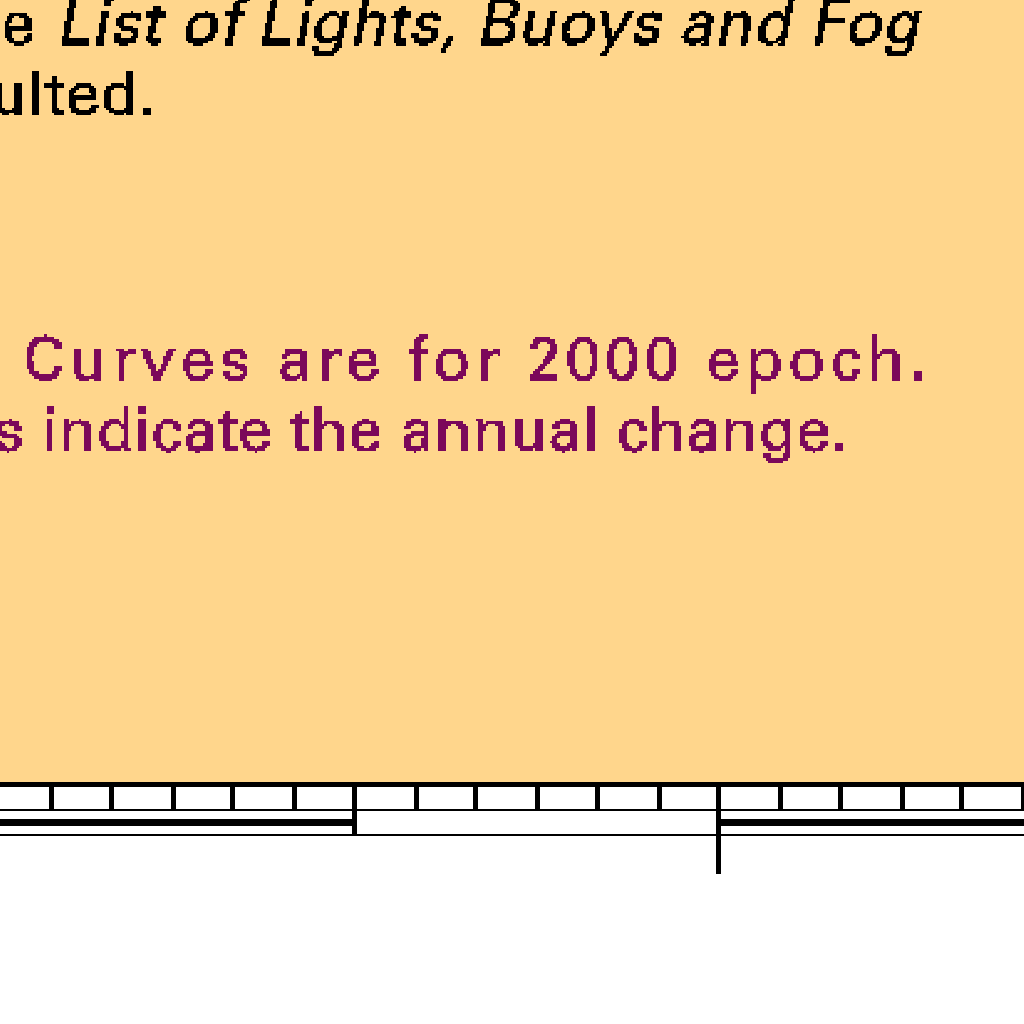 e List of Lights, Buoys and Fog
ulted.
Curves are for 2000 epoch.
s indicate the annual change.